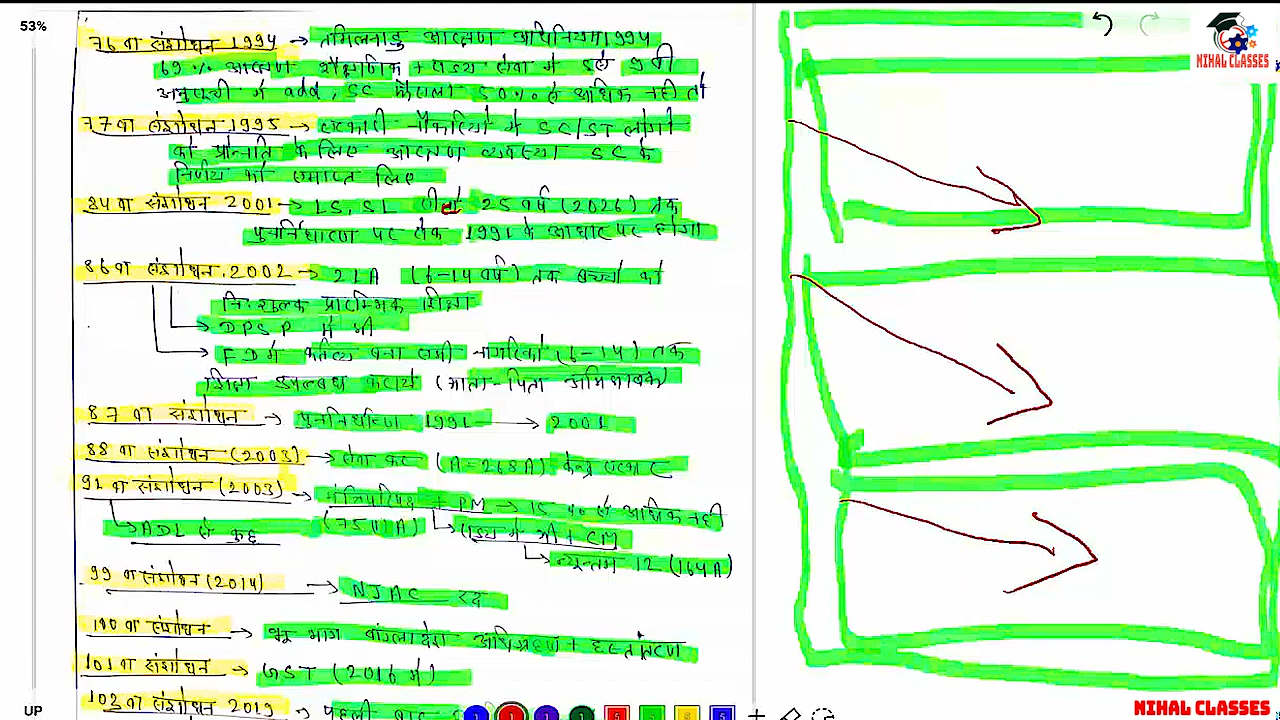 53%
NIHAL CLASSES
76 वा संशोधन 1994 → तमिलनाडु आरक्षण अधिनियम 1994
69% आरक्षण शैक्षणिक + राज्य सेवा में इसे 9 वी
अनुसूची में add, SC फैसला 50% से अधिक नही
77 वा संशोधन 1995 → सरकारी नौकरियों में SC/ST लोगों
को प्रोन्नति के लिए आरक्षण व्यवस्था SC के
निर्णय को समाप्त लिए
84 वा संशोधन 2001 → LS, SL 25 वर्ष (2026) तक
पुनर्निर्धारण पर रोक 1991 के आधार पर होगा
86 वा संशोधन 2002 → 21A (6-14 वर्ष) तक बच्चों को
नि:शुल्क प्राथमिक शिक्षा
→ DPSP में भी
→ FD में कर्तव्य बना सभी नागरिकों (6-14) तक
शिक्षा उपलब्ध कराये (माता-पिता अभिभावक)
87 वा संशोधन → पुननिर्धारण 1991 → 2001
88 वा संशोधन (2003) → सेवा कर (A-268A) केन्द्र सरकार
91 वा संशोधन (2003) → मंत्रिपरिषद + PM → 15% से अधिक नही
→ ADL से कुछ (75(1)A) → राज्य में भी + CM
→ न्यूनतम 12 (164A)
99 वा संशोधन (2014) → NJAC रद्द
100 वा संशोधन → भू भाग बांग्लादेश अधिग्रहण + हस्तांतरण
101 वा संशोधन → GST (2016 में)
UP
102 वा संशोधन 2019 → पहली बार
NIHAL CLASSES